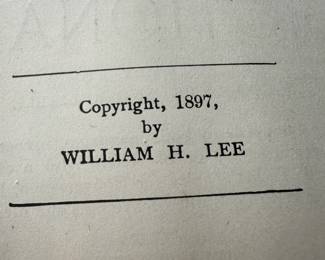 Copyright, 1897,
by
WILLIAM H. LEE